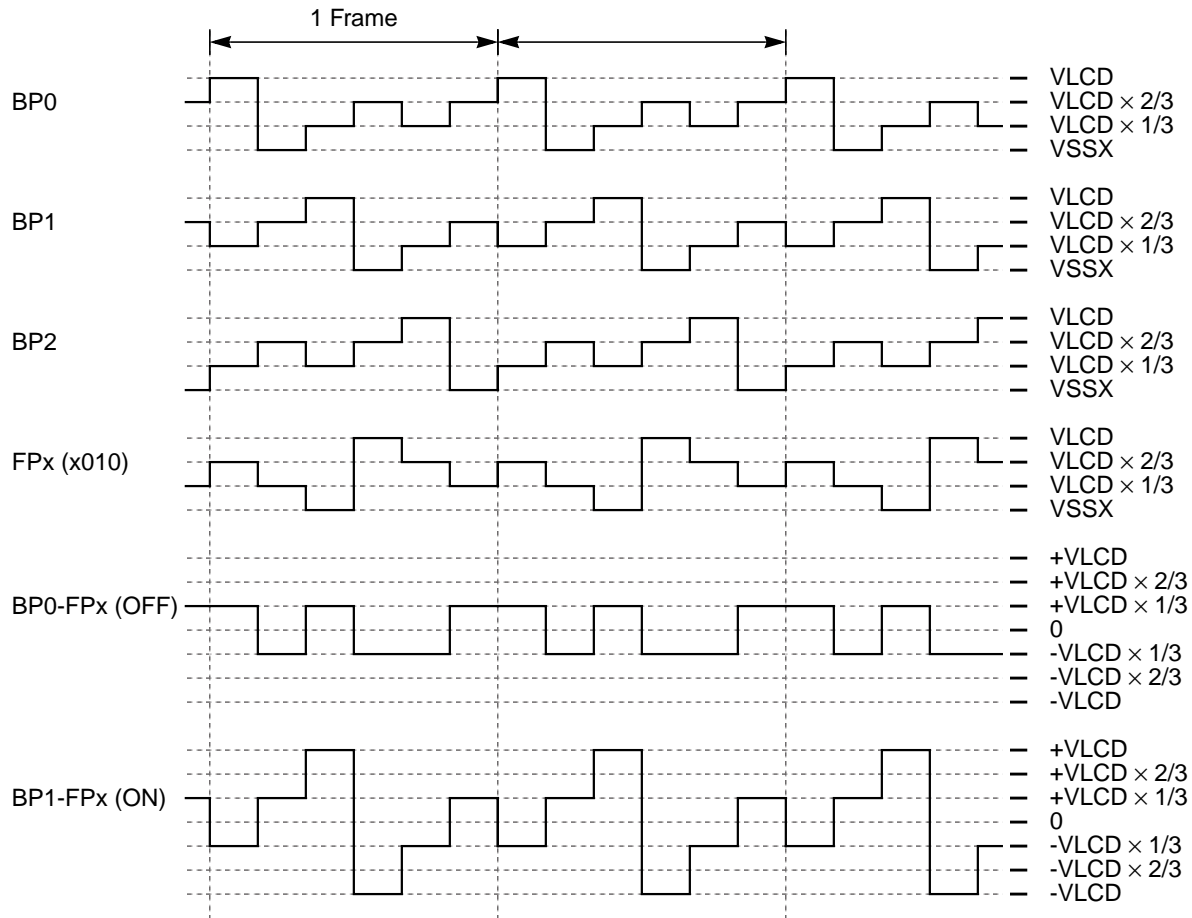 1 Frame
BP0
VLCD
VLCD × 2/3
VLCD × 1/3
VSSX
BP1
VLCD
VLCD × 2/3
VLCD × 1/3
VSSX
BP2
VLCD
VLCD × 2/3
VLCD × 1/3
VSSX
FPx (x010)
VLCD
VLCD × 2/3
VLCD × 1/3
VSSX
BP0-FPx (OFF)
+VLCD
+VLCD × 2/3
+VLCD × 1/3
0
-VLCD × 1/3
-VLCD × 2/3
-VLCD
BP1-FPx (ON)
+VLCD
+VLCD × 2/3
+VLCD × 1/3
0
-VLCD × 1/3
-VLCD × 2/3
-VLCD